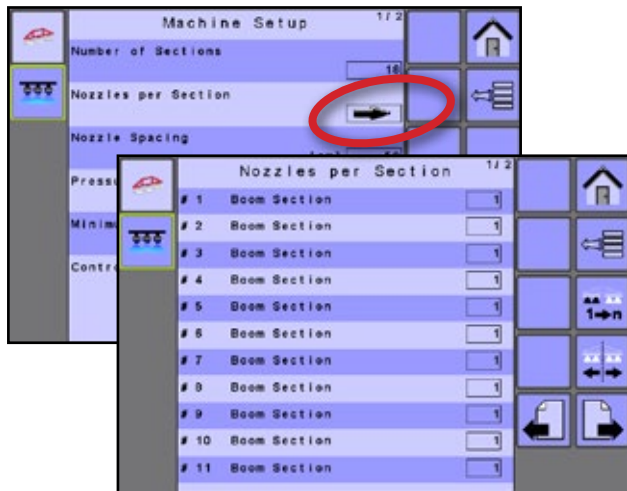 Machine Setup 1/2
Number of Sections
16
Nozzles per Section
Nozzle Spacing
Nozzles per Section 1/2
# 1 Boom Section 1
# 2 Boom Section 1
# 3 Boom Section 1
# 4 Boom Section 1
# 5 Boom Section 1
# 6 Boom Section 1
# 7 Boom Section 1
# 8 Boom Section 1
# 9 Boom Section 1
# 10 Boom Section 1
# 11 Boom Section 1
1→n
Pressu
Minimu
Contro